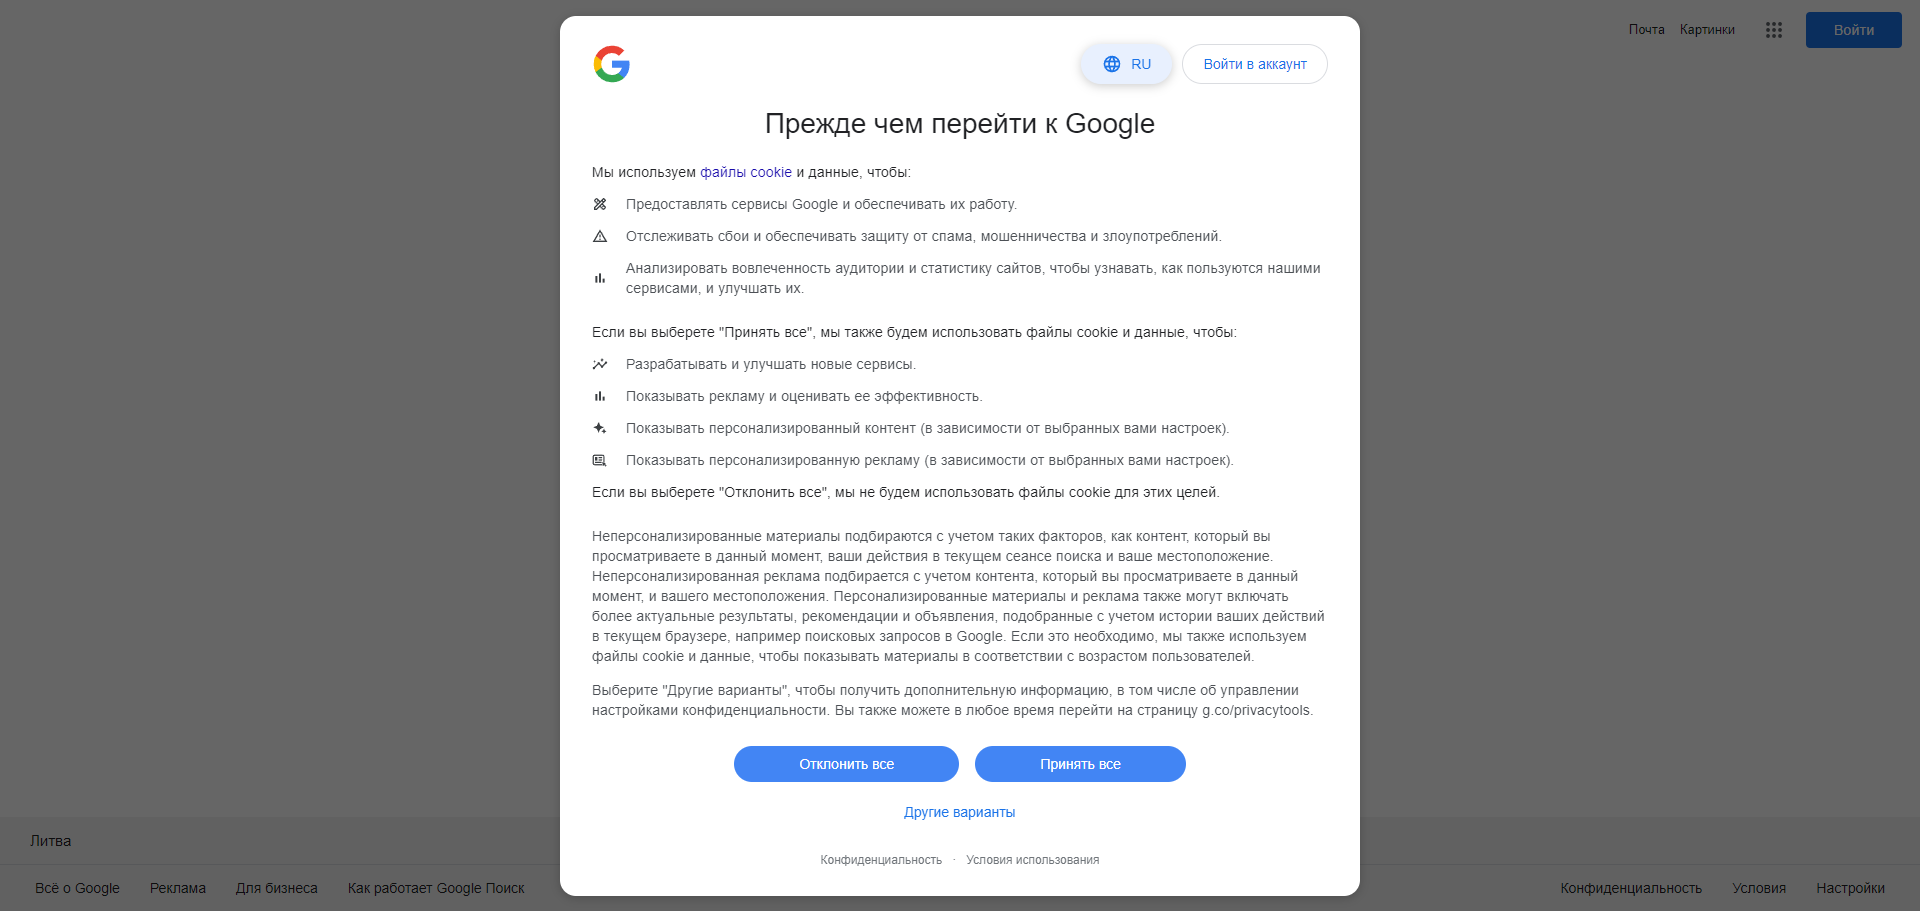 Почта Картинки Войти
RU Войти в аккаунт
Прежде чем перейти к Google
Мы используем файлы cookie и данные, чтобы:
Предоставлять сервисы Google и обеспечивать их работу.
Отслеживать сбои и обеспечивать защиту от спама, мошенничества и злоупотреблений.
Анализировать вовлеченность аудитории и статистику сайтов, чтобы узнавать, как пользуются нашими
сервисами, и улучшать их.
Если вы выберете "Принять все", мы также будем использовать файлы cookie и данные, чтобы:
Разрабатывать и улучшать новые сервисы.
Показывать рекламу и оценивать ее эффективность.
Показывать персонализированный контент (в зависимости от выбранных вами настроек).
Показывать персонализированную рекламу (в зависимости от выбранных вами настроек).
Если вы выберете "Отклонить все", мы не будем использовать файлы cookie для этих целей.
Неперсонализированные материалы подбираются с учетом таких факторов, как контент, который вы
просматриваете в данный момент, ваши действия в текущем сеансе поиска и ваше местоположение.
Неперсонализированная реклама подбирается с учетом контента, который вы просматриваете в данный
момент, и вашего местоположения. Персонализированные материалы и реклама также могут включать
более актуальные результаты, рекомендации и объявления, подобранные с учетом истории ваших действий
в текущем браузере, например поисковых запросов в Google. Если это необходимо, мы также используем
файлы cookie и данные, чтобы показывать материалы в соответствии с возрастом пользователей.
Выберите "Другие варианты", чтобы получить дополнительную информацию, в том числе об управлении
настройками конфиденциальности. Вы также можете в любое время перейти на страницу g.co/privacytools.
Отклонить все Принять все
Другие варианты
Конфиденциальность · Условия использования
Литва
Всё о Google Реклама Для бизнеса Как работает Google Поиск Конфиденциальность Условия Настройки